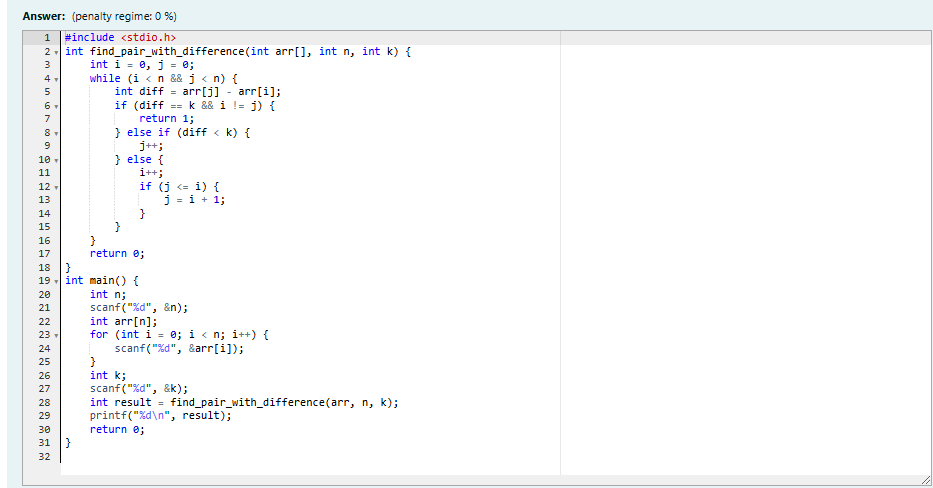 Answer: (penalty regime: 0 %)
1 #include <stdio.h>
2 int find_pair_with_difference(int arr[], int n, int k) {
3     int i = 0, j = 0;
4     while (i < n && j < n) {
5         int diff = arr[j] - arr[i];
6         if (diff == k && i != j) {
7             return 1;
8         } else if (diff < k) {
9             j++;
10         } else {
11             i++;
12             if (j <= i) {
13                 j = i + 1;
14             }
15         }
16     }
17     return 0;
18 }
19 int main() {
20     int n;
21     scanf("%d", &n);
22     int arr[n];
23     for (int i = 0; i < n; i++) {
24         scanf("%d", &arr[i]);
25     }
26     int k;
27     scanf("%d", &k);
28     int result = find_pair_with_difference(arr, n, k);
29     printf("%d\n", result);
30     return 0;
31 }
32